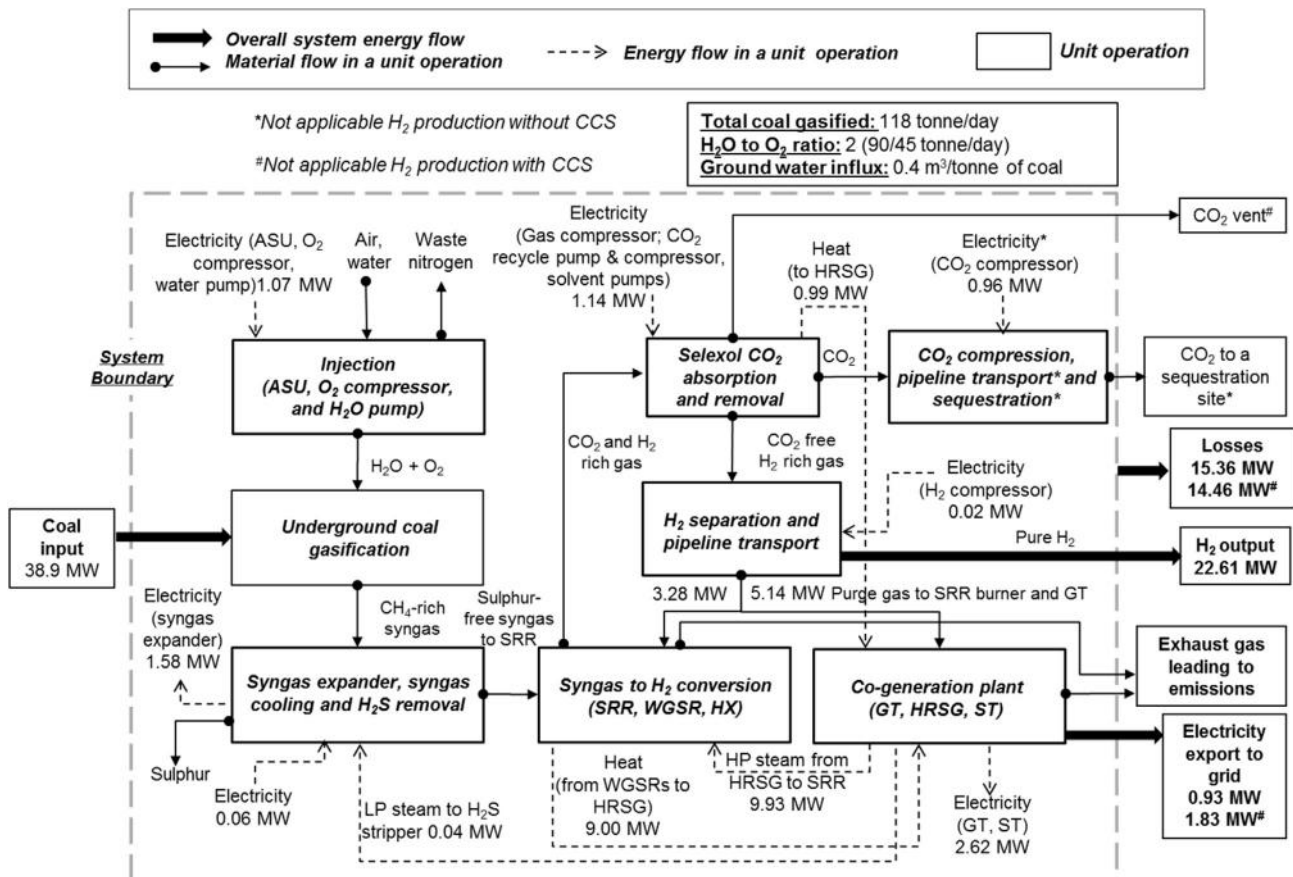 Overall system energy flow
Material flow in a unit operation
Energy flow in a unit operation
Unit operation
*Not applicable H₂ production without CCS
#Not applicable H₂ production with CCS
Total coal gasified: 118 tonne/day
H₂O to O₂ ratio: 2 (90/45 tonne/day)
Ground water influx: 0.4 m³/tonne of coal
CO₂ vent#
Electricity (ASU, O₂
compressor,
water pump)1.07 MW
Air,
water
Waste
nitrogen
Electricity
(Gas compressor; CO₂
recycle pump & compressor,
solvent pumps)
1.14 MW
Heat
(to HRSG)
0.99 MW
Electricity*
(CO₂ compressor)
0.96 MW
System
Boundary
Injection
(ASU, O₂ compressor,
and H₂O pump)
Selexol CO₂
absorption
and removal
CO₂
CO₂ compression,
pipeline transport* and
sequestration*
CO₂ to a
sequestration
site*
H₂O + O₂
CO₂ and H₂
rich gas
CO₂ free
H₂ rich gas
Electricity
(H₂ compressor)
0.02 MW
Losses
15.36 MW
14.46 MW#
Coal
input
38.9 MW
Underground coal
gasification
H₂ separation and
pipeline transport
Pure H₂
H₂ output
22.61 MW
Electricity
(syngas
expander)
1.58 MW
CH₄-rich
syngas
Sulphur-
free syngas
to SRR
3.28 MW
5.14 MW Purge gas to SRR burner and GT
Syngas expander, syngas
cooling and H₂S removal
Syngas to H₂ conversion
(SRR, WGSR, HX)
Co-generation plant
(GT, HRSG, ST)
Exhaust gas
leading to
emissions
Sulphur
Electricity
0.06 MW
LP steam to H₂S
stripper 0.04 MW
Heat
(from WGSRs to
HRSG)
9.00 MW
HP steam from
HRSG to SRR
9.93 MW
Electricity
(GT, ST)
2.62 MW
Electricity
export to
grid
0.93 MW
1.83 MW#